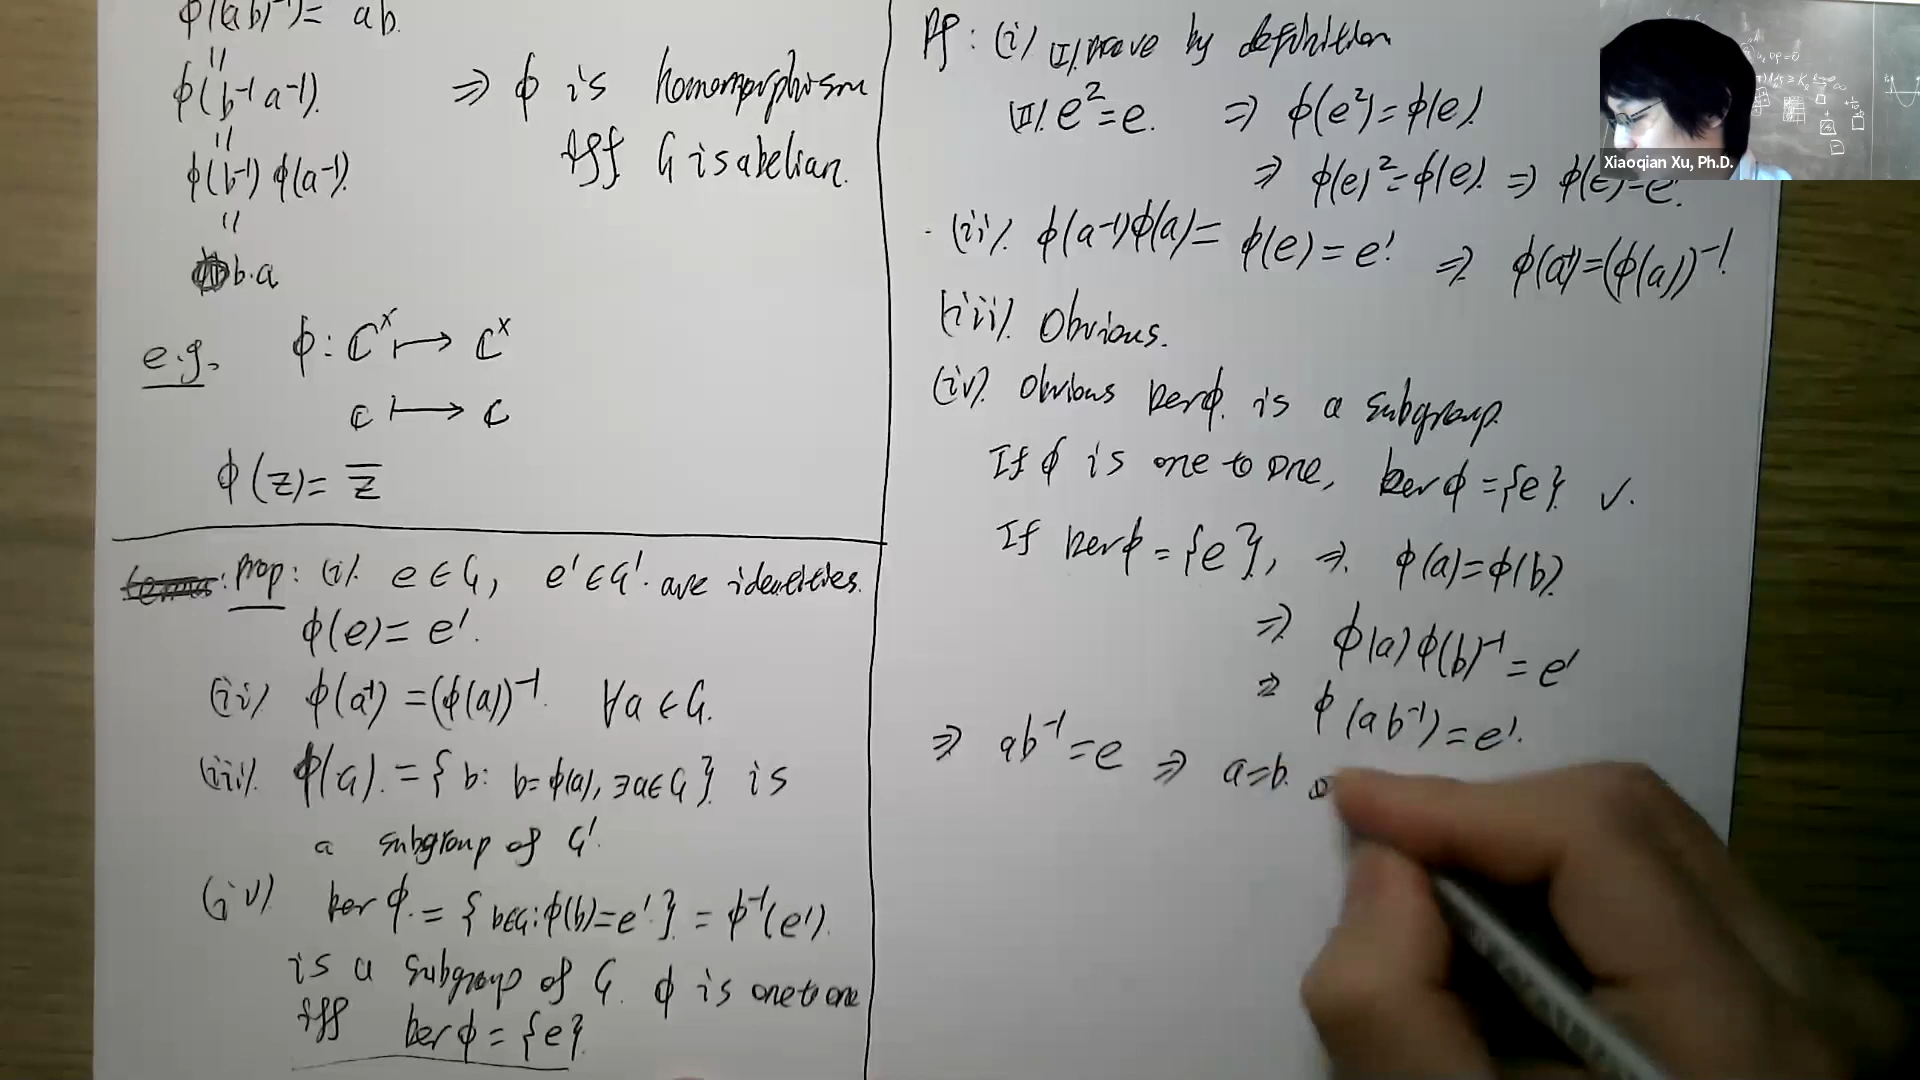 ϕ((ab)⁻¹) = ab.
"
ϕ(b⁻¹a⁻¹).
"
ϕ(b⁻¹) ϕ(a⁻¹).
"
b.a
⇒ ϕ is homomorphism
iff G is abelian.
e.g. ϕ: C^x ↦ C^x
c ↦ c
ϕ(z) = z̅
Prop: (i). e ∈ G, e' ∈ G'. are identities.
ϕ(e) = e'.
(ii) ϕ(a⁻¹) = (ϕ(a))⁻¹. ∀a ∈ G.
(iii). ϕ(G). = { b: b = ϕ(a), ∃a∈G }. is
a subgroup of G'.
(iv) ker ϕ. = { b∈G: ϕ(b) = e'.} = ϕ⁻¹(e').
is a subgroup of G. ϕ is one to one
iff ker ϕ = {e}.
Pf: (i) (I). prove by definition
(II). e² = e. ⇒ ϕ(e²) = ϕ(e).
⇒ ϕ(e)² = ϕ(e). ⇒ ϕ(e) = e'.
(ii). ϕ(a⁻¹)ϕ(a) = ϕ(e) = e'. ⇒ ϕ(a⁻¹) = (ϕ(a))⁻¹.
(iii). Obvious.
(iv). Obvious ker ϕ. is a subgroup.
If ϕ is one to one, ker ϕ = {e}. ✓.
If ker ϕ = {e}, ⇒. ϕ(a) = ϕ(b).
⇒. ϕ(a) ϕ(b)⁻¹ = e'
⇒ ϕ(ab⁻¹) = e'.
⇒ ab⁻¹ = e ⇒ a = b.
Xiaoqian Xu, Ph.D.